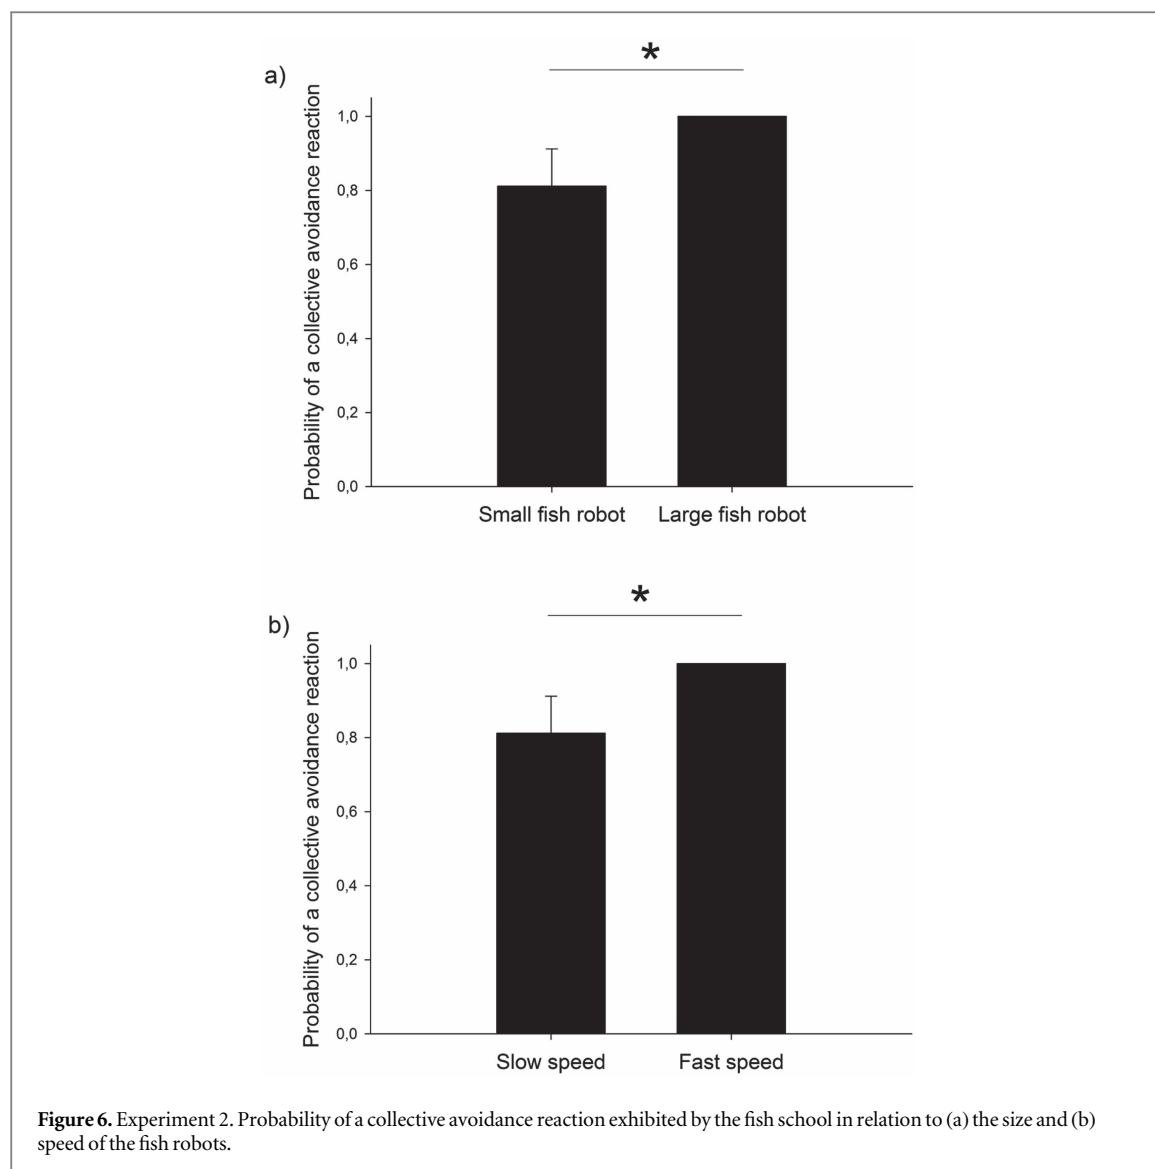 *
a)
Probability of a collective avoidance reaction
1,0
0,8
0,6
0,4
0,2
0,0
Small fish robot Large fish robot
*
b)
Probability of a collective avoidance reaction
1,0
0,8
0,6
0,4
0,2
0,0
Slow speed Fast speed
Figure 6. Experiment 2. Probability of a collective avoidance reaction exhibited by the fish school in relation to (a) the size and (b)
speed of the fish robots.